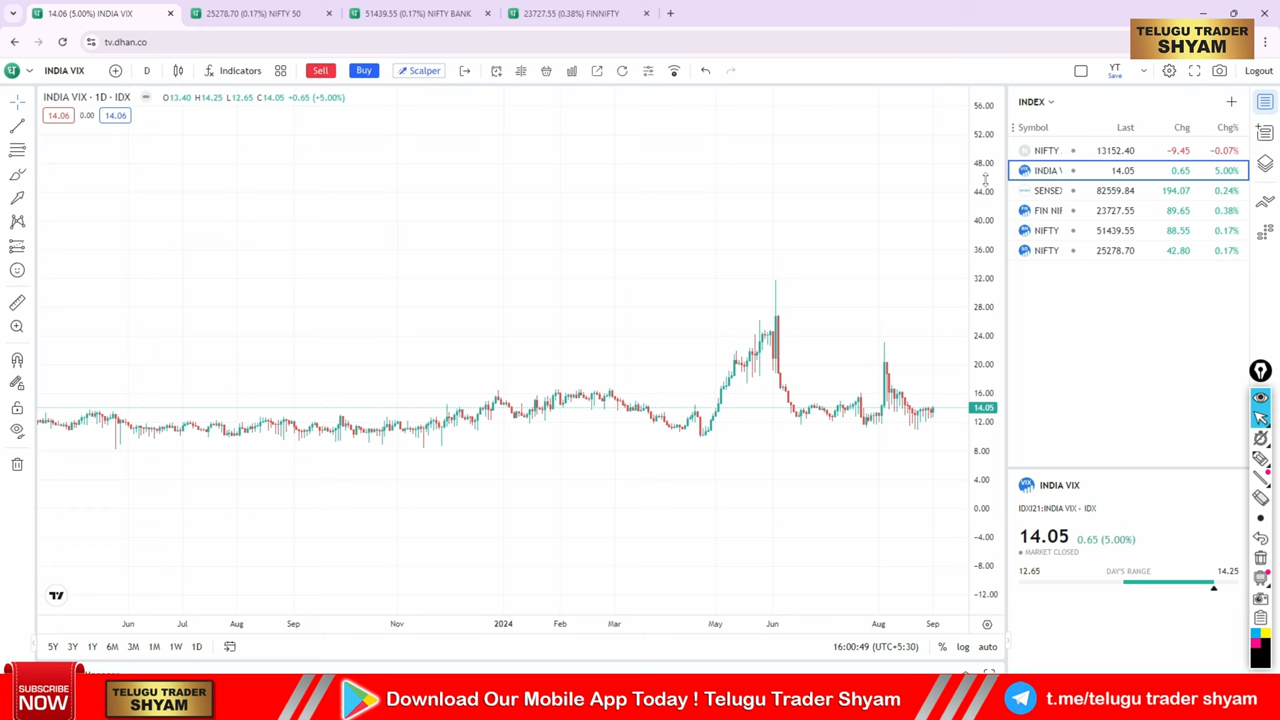 14.06 (5.00%) INDIA VIX
25278.70 (0.17%) NIFTY 50
51439.55 (0.17%) NIFTY BANK
23727.55 (0.38%) FINNIFTY
tv.dhan.co
TELUGU TRADER
SHYAM
INDIA VIX
D
Indicators
Sell
Buy
Scalper
YT
Save
Logout
INDIA VIX · 1D · IDX
O13.40 H14.25 L12.65 C14.05 +0.65 (+5.00%)
14.06 0.00 14.06
56.00
52.00
48.00
44.00
40.00
36.00
32.00
28.00
24.00
20.00
16.00
14.05
12.00
8.00
4.00
0.00
−4.00
−8.00
−12.00
Jun Jul Aug Sep Nov 2024 Feb Mar May Jun Aug Sep
5Y 3Y 1Y 6M 3M 1M 1W 1D
16:00:49 (UTC+5:30)
% log auto
INDEX
Symbol Last Chg Chg%
NIFTY 13152.40 −9.45 −0.07%
INDIA 14.05 0.65 5.00%
SENSEX 82559.84 194.07 0.24%
FIN NIF 23727.55 89.65 0.38%
NIFTY 51439.55 88.55 0.17%
NIFTY 25278.70 42.80 0.17%
INDIA VIX
IDXI21:INDIA VIX · IDX
14.05 0.65 (5.00%)
MARKET CLOSED
12.65 DAY'S RANGE 14.25
SUBSCRIBE
NOW
TELUGU TRADER
SHYAM
Download Our Mobile App Today ! Telugu Trader Shyam
t.me/telugu trader shyam